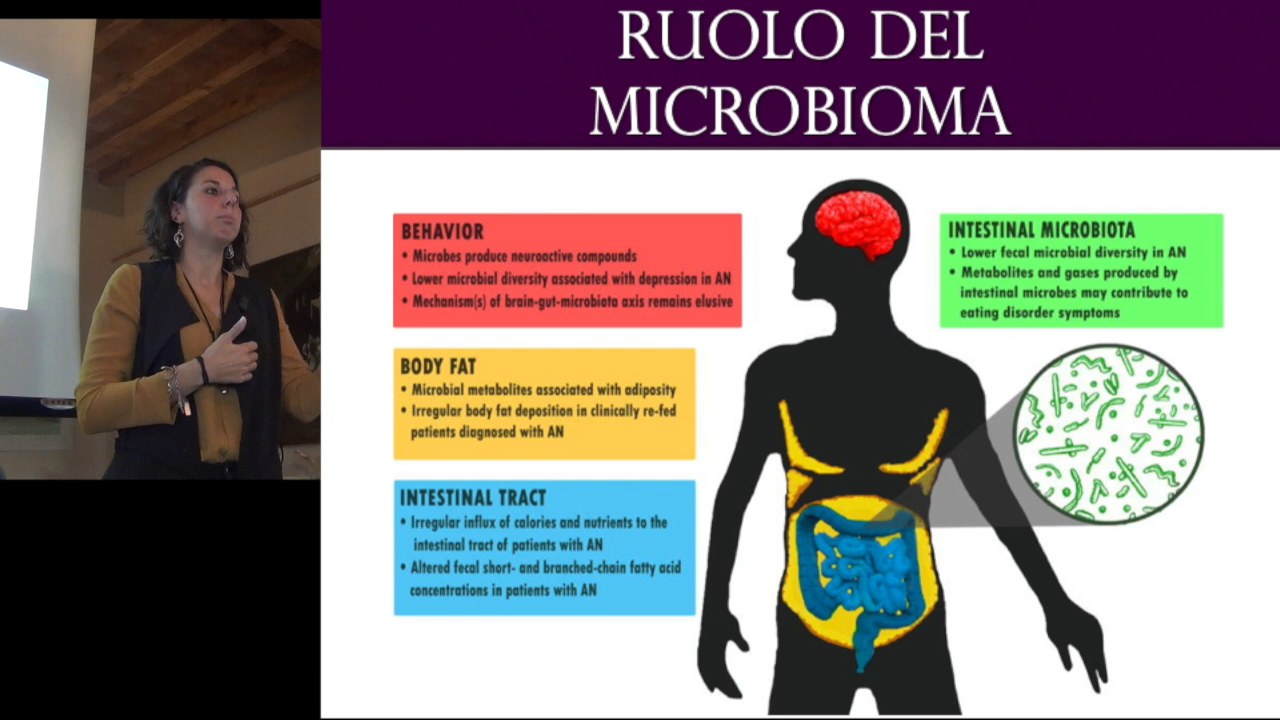 RUOLO DEL
MICROBIOMA
BEHAVIOR
• Microbes produce neuroactive compounds
• Lower microbial diversity associated with depression in AN
• Mechanism(s) of brain-gut-microbiota axis remains elusive
BODY FAT
• Microbial metabolites associated with adiposity
• Irregular body fat deposition in clinically re-fed
patients diagnosed with AN
INTESTINAL TRACT
• Irregular influx of calories and nutrients to the
intestinal tract of patients with AN
• Altered fecal short- and branched-chain fatty acid
concentrations in patients with AN
INTESTINAL MICROBIOTA
• Lower fecal microbial diversity in AN
• Metabolites and gases produced by
intestinal microbes may contribute to
eating disorder symptoms